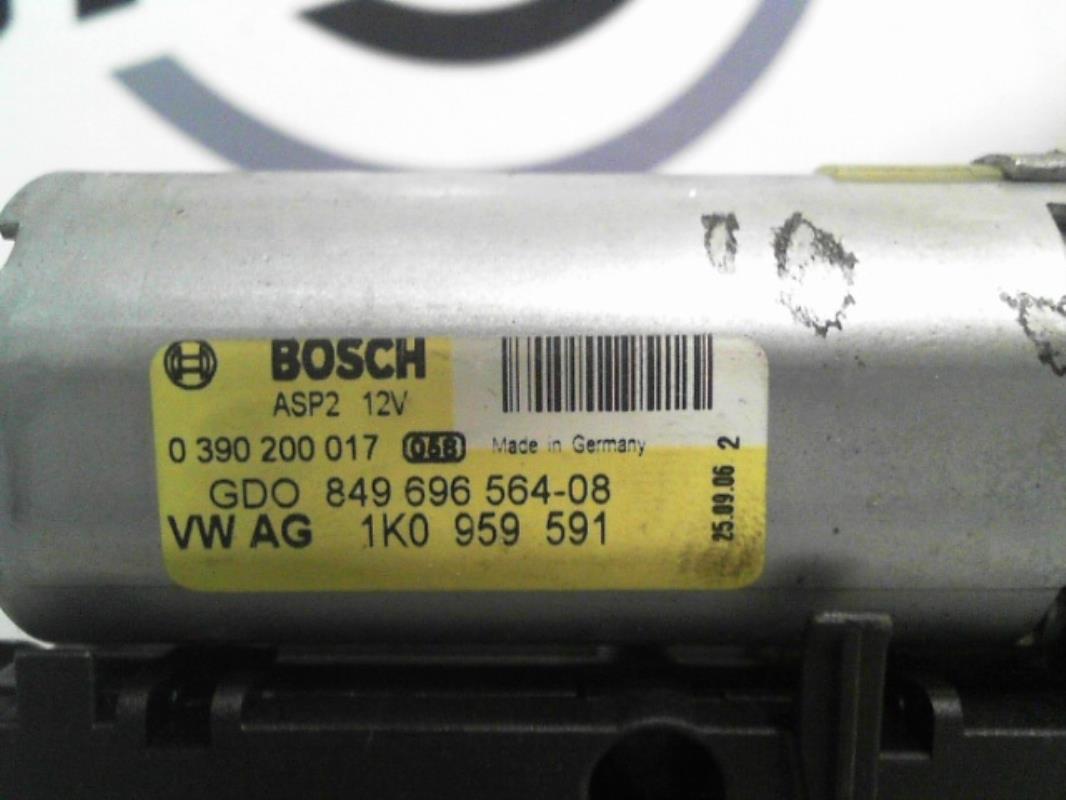 BOSCH
ASP2 12V
0 390 200 017 058 Made in Germany
GDO 849 696 564-08
VW AG 1K0 959 591
25.09.06 2